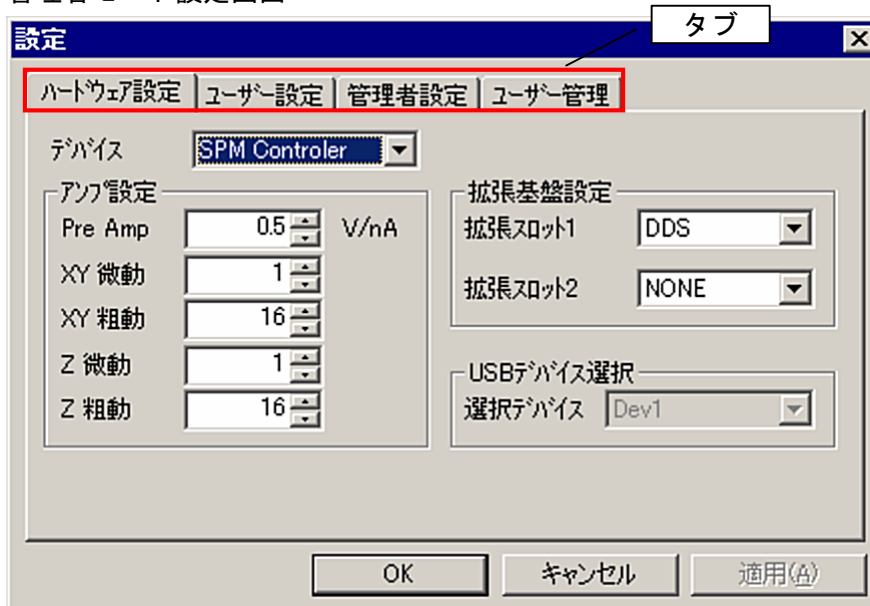 タブ
設定
ハードウェア設定 ユーザー設定 管理者設定 ユーザー管理
デバイス SPM Controler
アンプ設定
Pre Amp 0.5 V/nA
XY 微動 1
XY 粗動 16
Z 微動 1
Z 粗動 16
拡張基盤設定
拡張スロット1 DDS
拡張スロット2 NONE
USBデバイス選択
選択デバイス Dev1
OK キャンセル 適用(A)